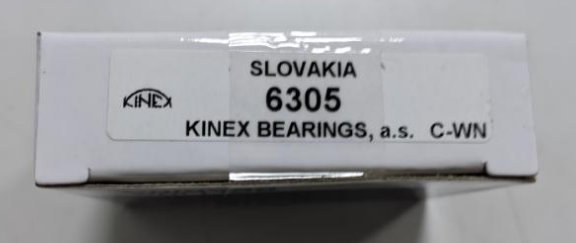 SLOVAKIA
KINEX 6305
KINEX BEARINGS, a.s. C-WN